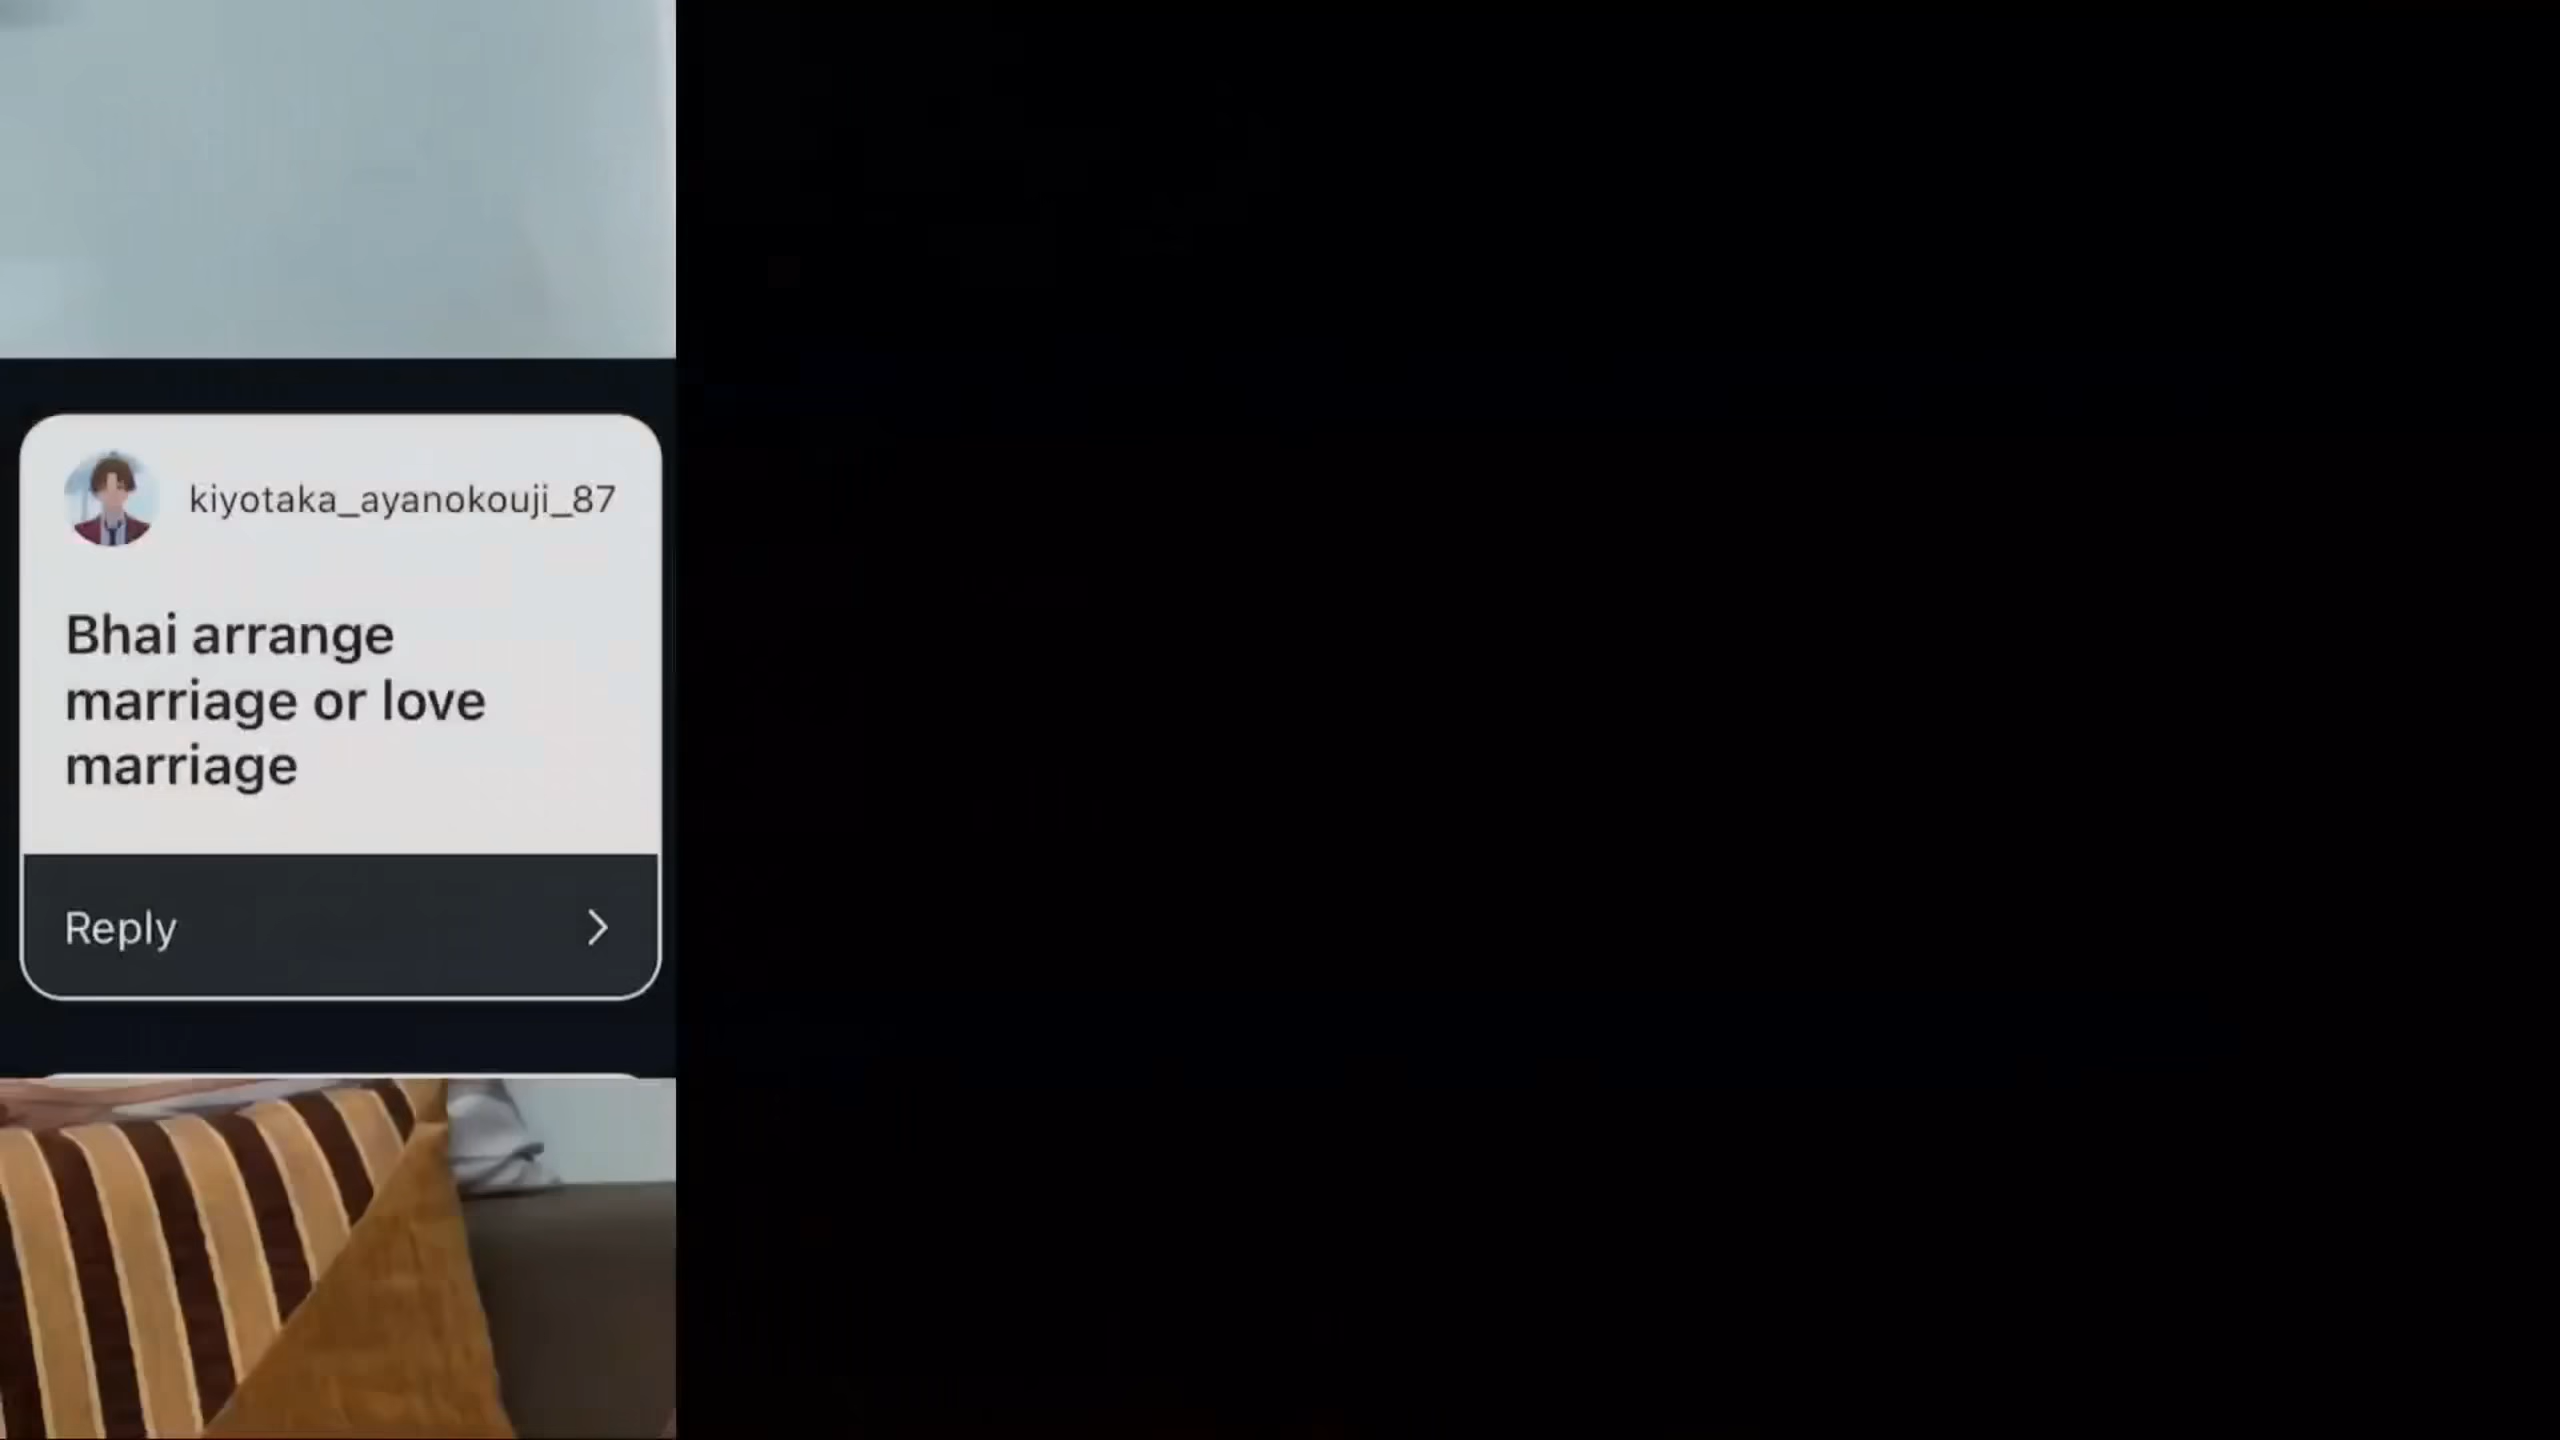 kiyotaka_ayanokouji_87
Bhai arrange
marriage or love
marriage
Reply